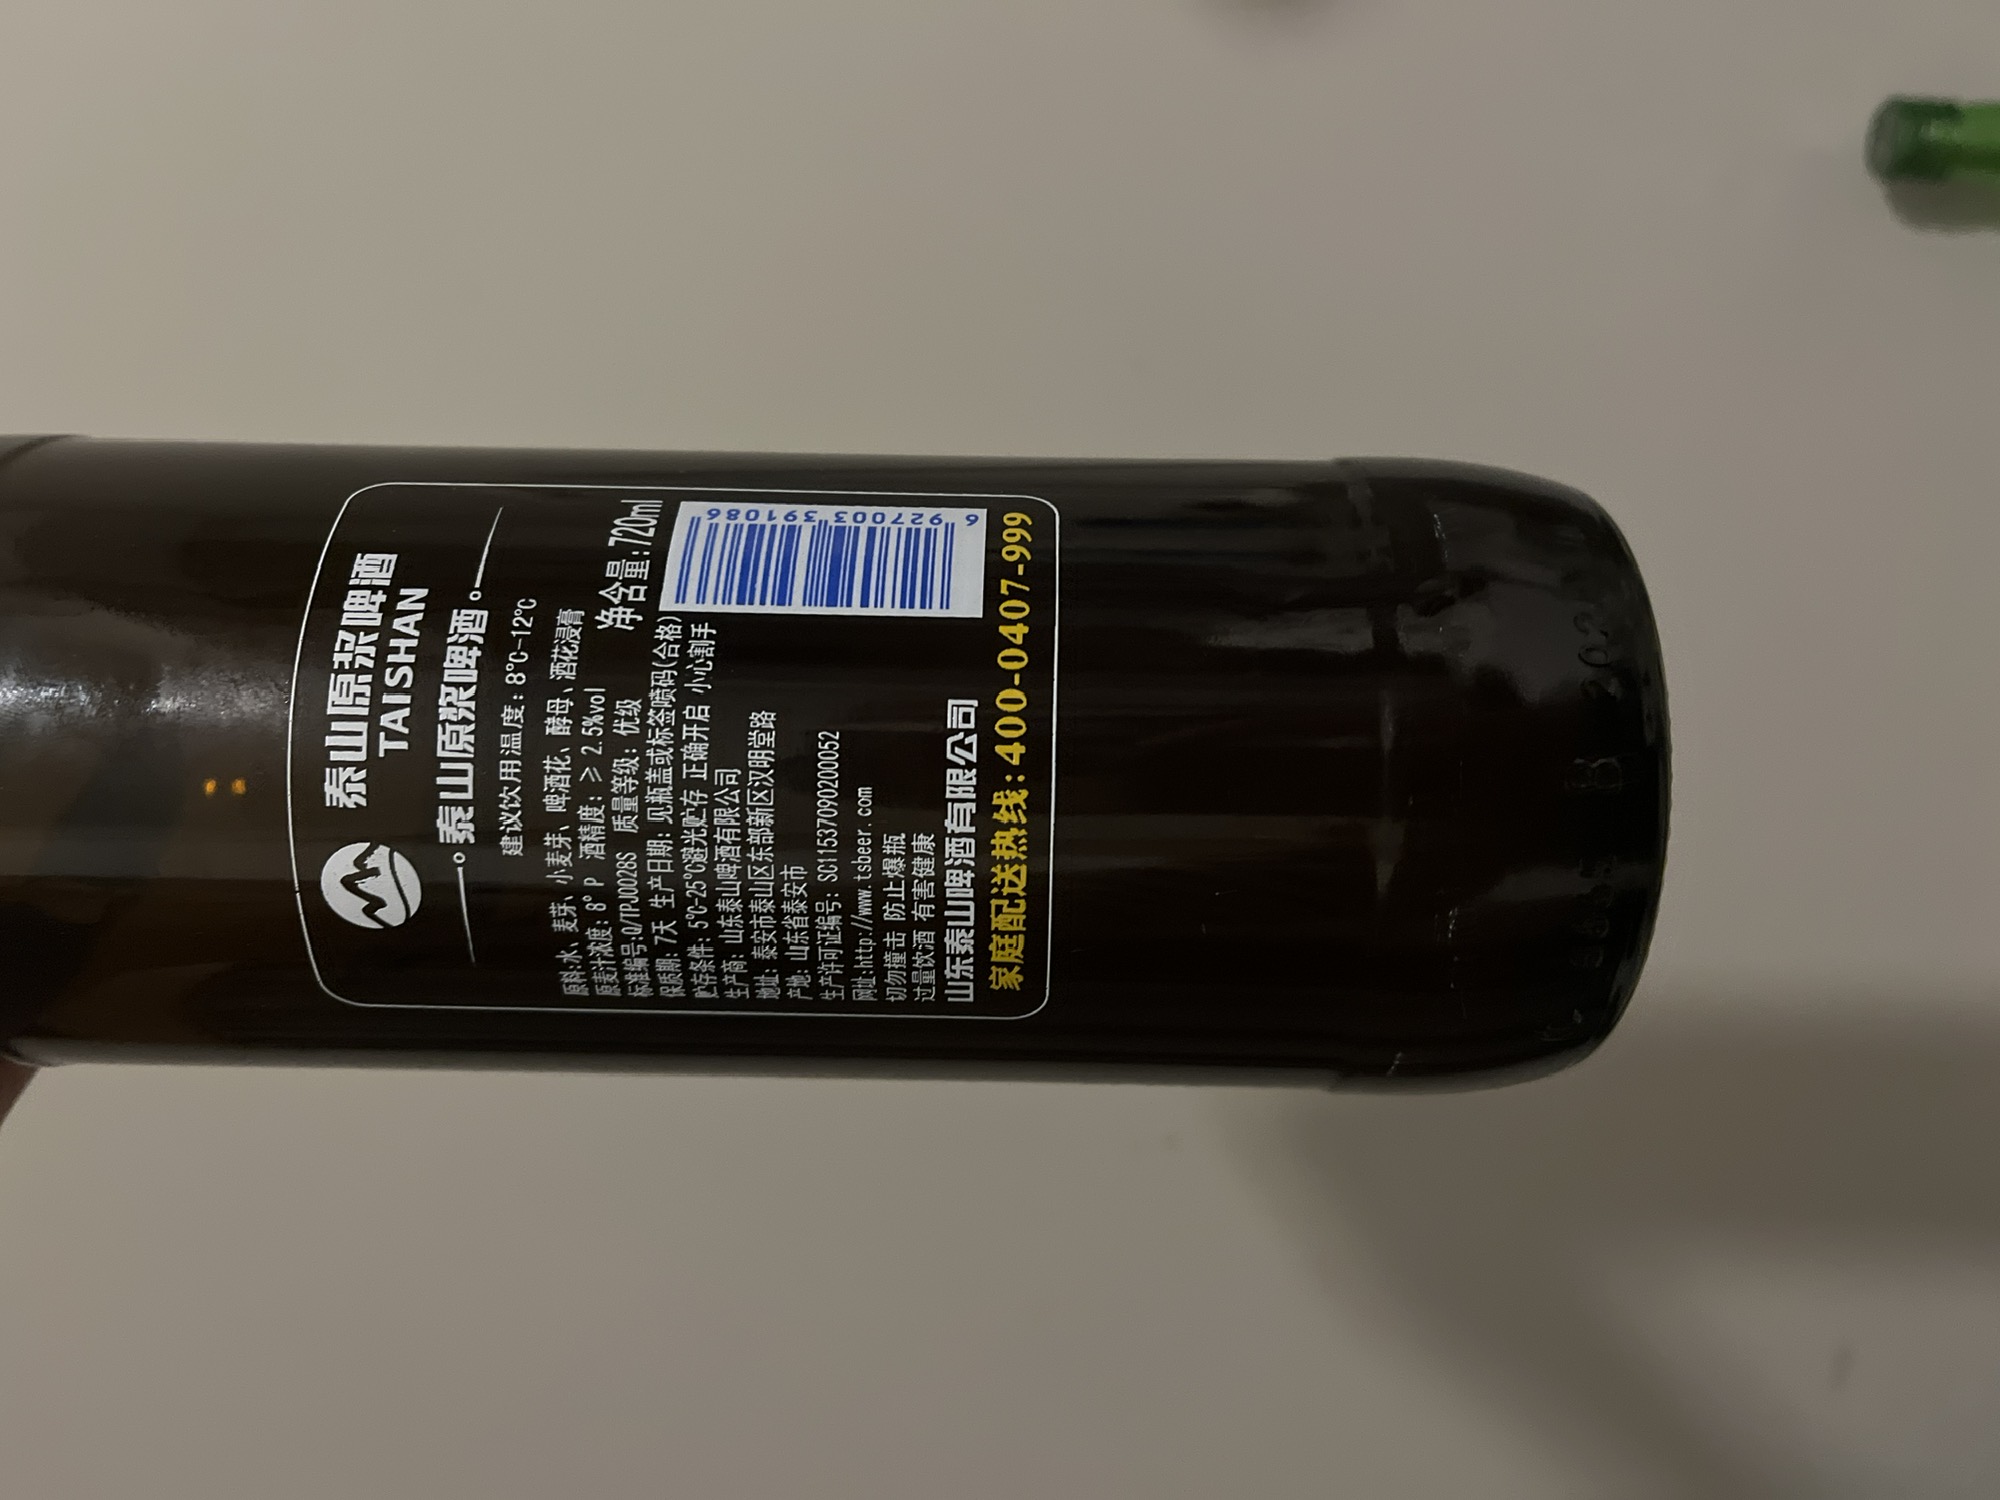 泰山原浆啤酒
TAISHAN
泰山原浆啤酒
建议饮用温度：8℃-12℃
原料:水、麦芽、小麦芽、啤酒花、酵母、酒花浸膏
原麦汁浓度：8°P 酒精度：≥2.5%vol
净含量：720ml
标准编号:Q/TPJ0028S 质量等级：优级
保质期：7天 生产日期：见瓶盖或标签喷码(合格)
贮存条件：5℃-25℃避光贮存 正确开启 小心割手
生产商：山东泰山啤酒有限公司
地址：泰安市泰山区东部新区汉明堂路
产地：山东省泰安市
生产许可证编号：SC11537090200052
网址:http://www.tsbeer.com
切勿撞击 防止爆瓶
过量饮酒 有害健康
6 927003 391086
山东泰山啤酒有限公司
家庭配送热线：400-0407-999